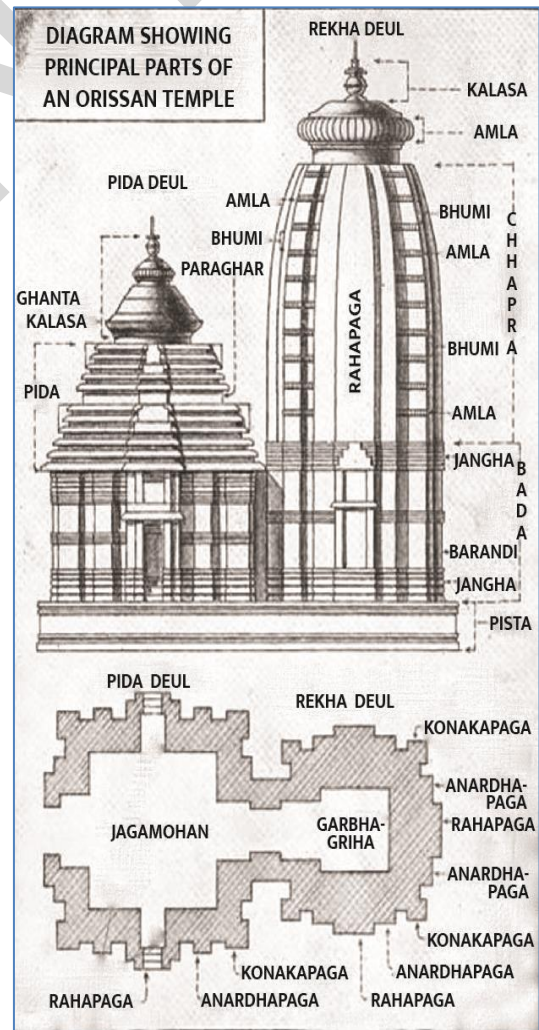 DIAGRAM SHOWING
PRINCIPAL PARTS OF
AN ORISSAN TEMPLE
REKHA DEUL
KALASA
AMLA
PIDA DEUL
AMLA
BHUMI
BHUMI
PARAGHAR
AMLA
CHHAPRA
GHANTA
KALASA
RAHAPAGA
BHUMI
PIDA
AMLA
JANGHA
BADA
BARANDI
JANGHA
PISTA
PIDA DEUL
REKHA DEUL
KONAKAPAGA
ANARDHA-
PAGA
JAGAMOHAN
GARBHA-
GRIHA
RAHAPAGA
ANARDHA-
PAGA
KONAKAPAGA
KONAKAPAGA
ANARDHAPAGA
RAHAPAGA
ANARDHAPAGA
RAHAPAGA